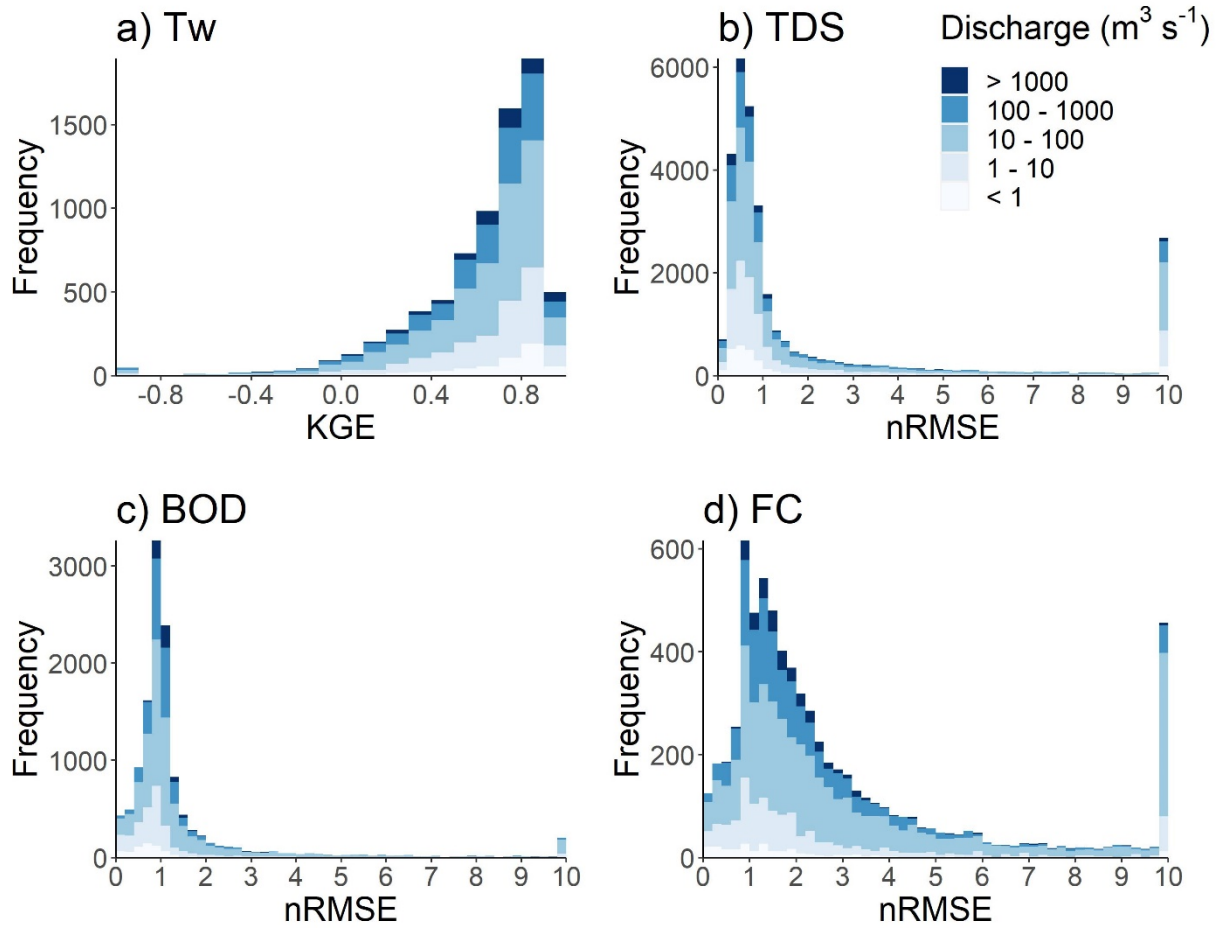 a) Tw
Frequency
1500
1000
500
0
-0.8 -0.4 0.0 0.4 0.8
KGE
b) TDS
Discharge (m³ s⁻¹)
> 1000
100 - 1000
10 - 100
1 - 10
< 1
Frequency
6000
4000
2000
0
0 1 2 3 4 5 6 7 8 9 10
nRMSE
c) BOD
Frequency
3000
2000
1000
0
0 1 2 3 4 5 6 7 8 9 10
nRMSE
d) FC
Frequency
600
400
200
0
0 1 2 3 4 5 6 7 8 9 10
nRMSE